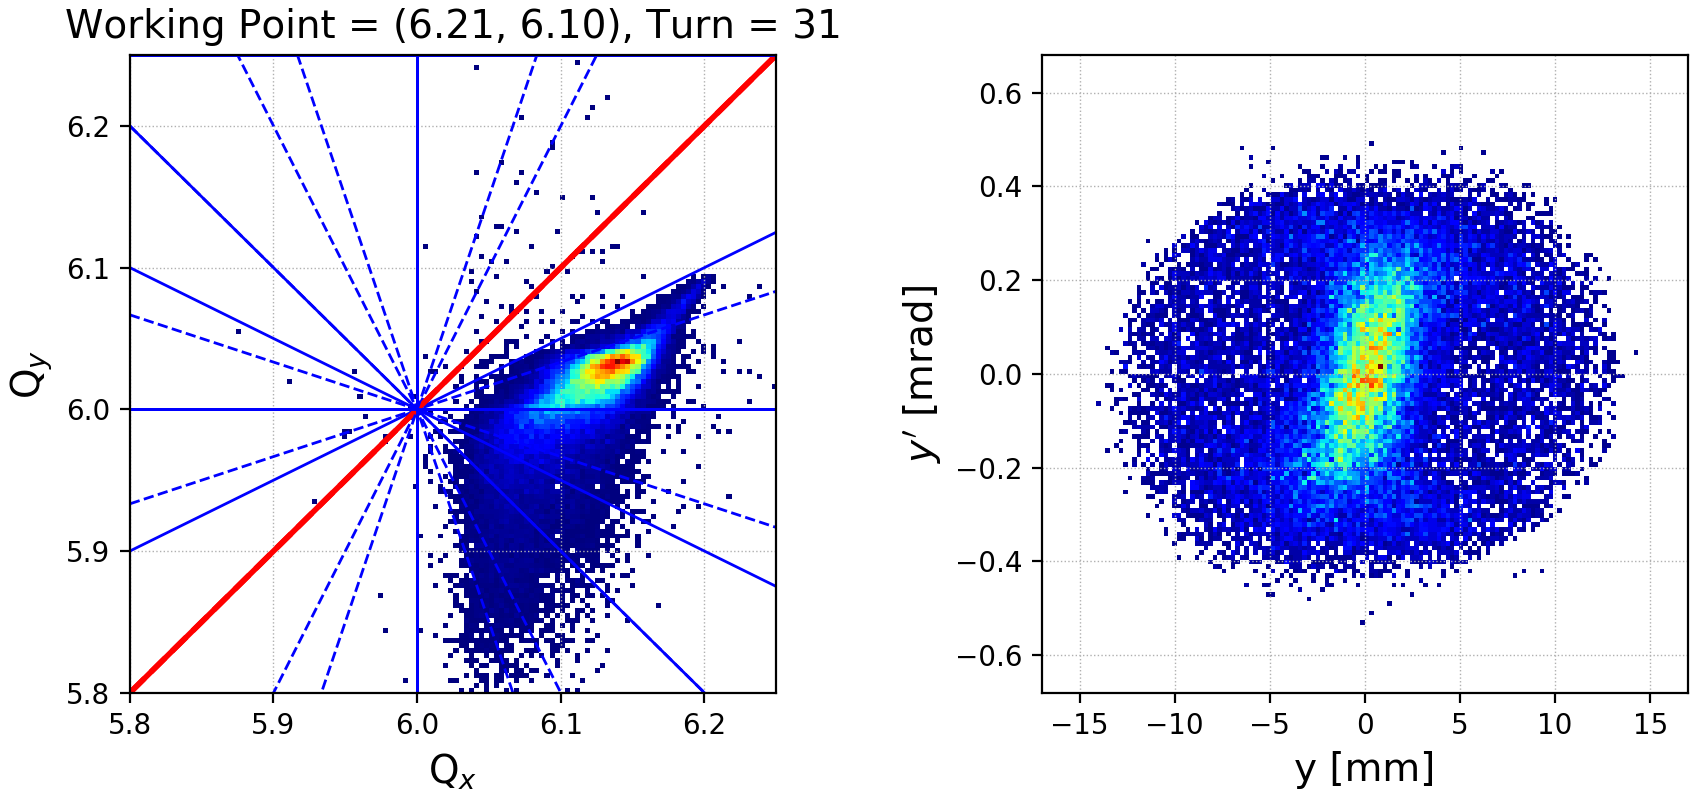 Working Point = (6.21, 6.10), Turn = 31
6.2
6.1
6.0
5.9
5.8
Q_y
5.8 5.9 6.0 6.1 6.2
Q_x
0.6
0.4
0.2
0.0
−0.2
−0.4
−0.6
y′ [mrad]
−15 −10 −5 0 5 10 15
y [mm]